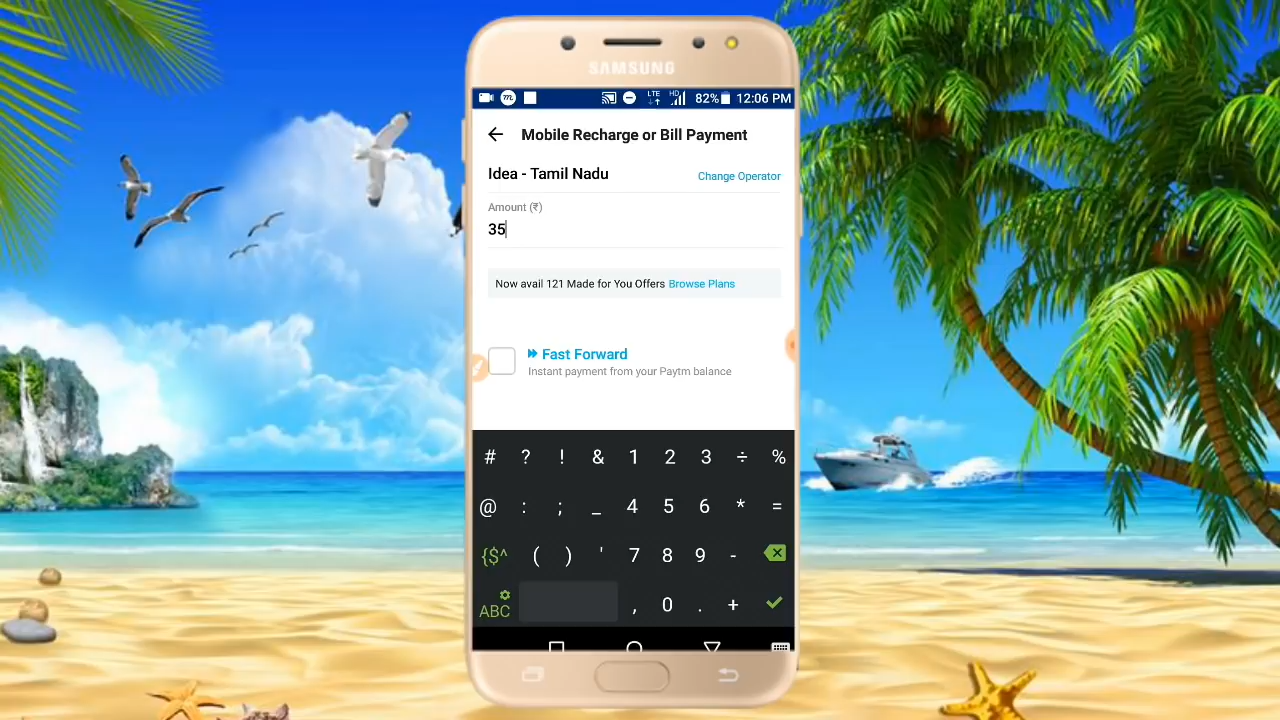 SAMSUNG
LTE HD 82% 12:06 PM
Mobile Recharge or Bill Payment
Idea - Tamil Nadu Change Operator
Amount (₹)
35
Now avail 121 Made for You Offers Browse Plans
Fast Forward
Instant payment from your Paytm balance
# ? ! & 1 2 3 ÷ %
@ : ; _ 4 5 6 * =
{$^ ( ) ' 7 8 9 -
ABC , 0 . +